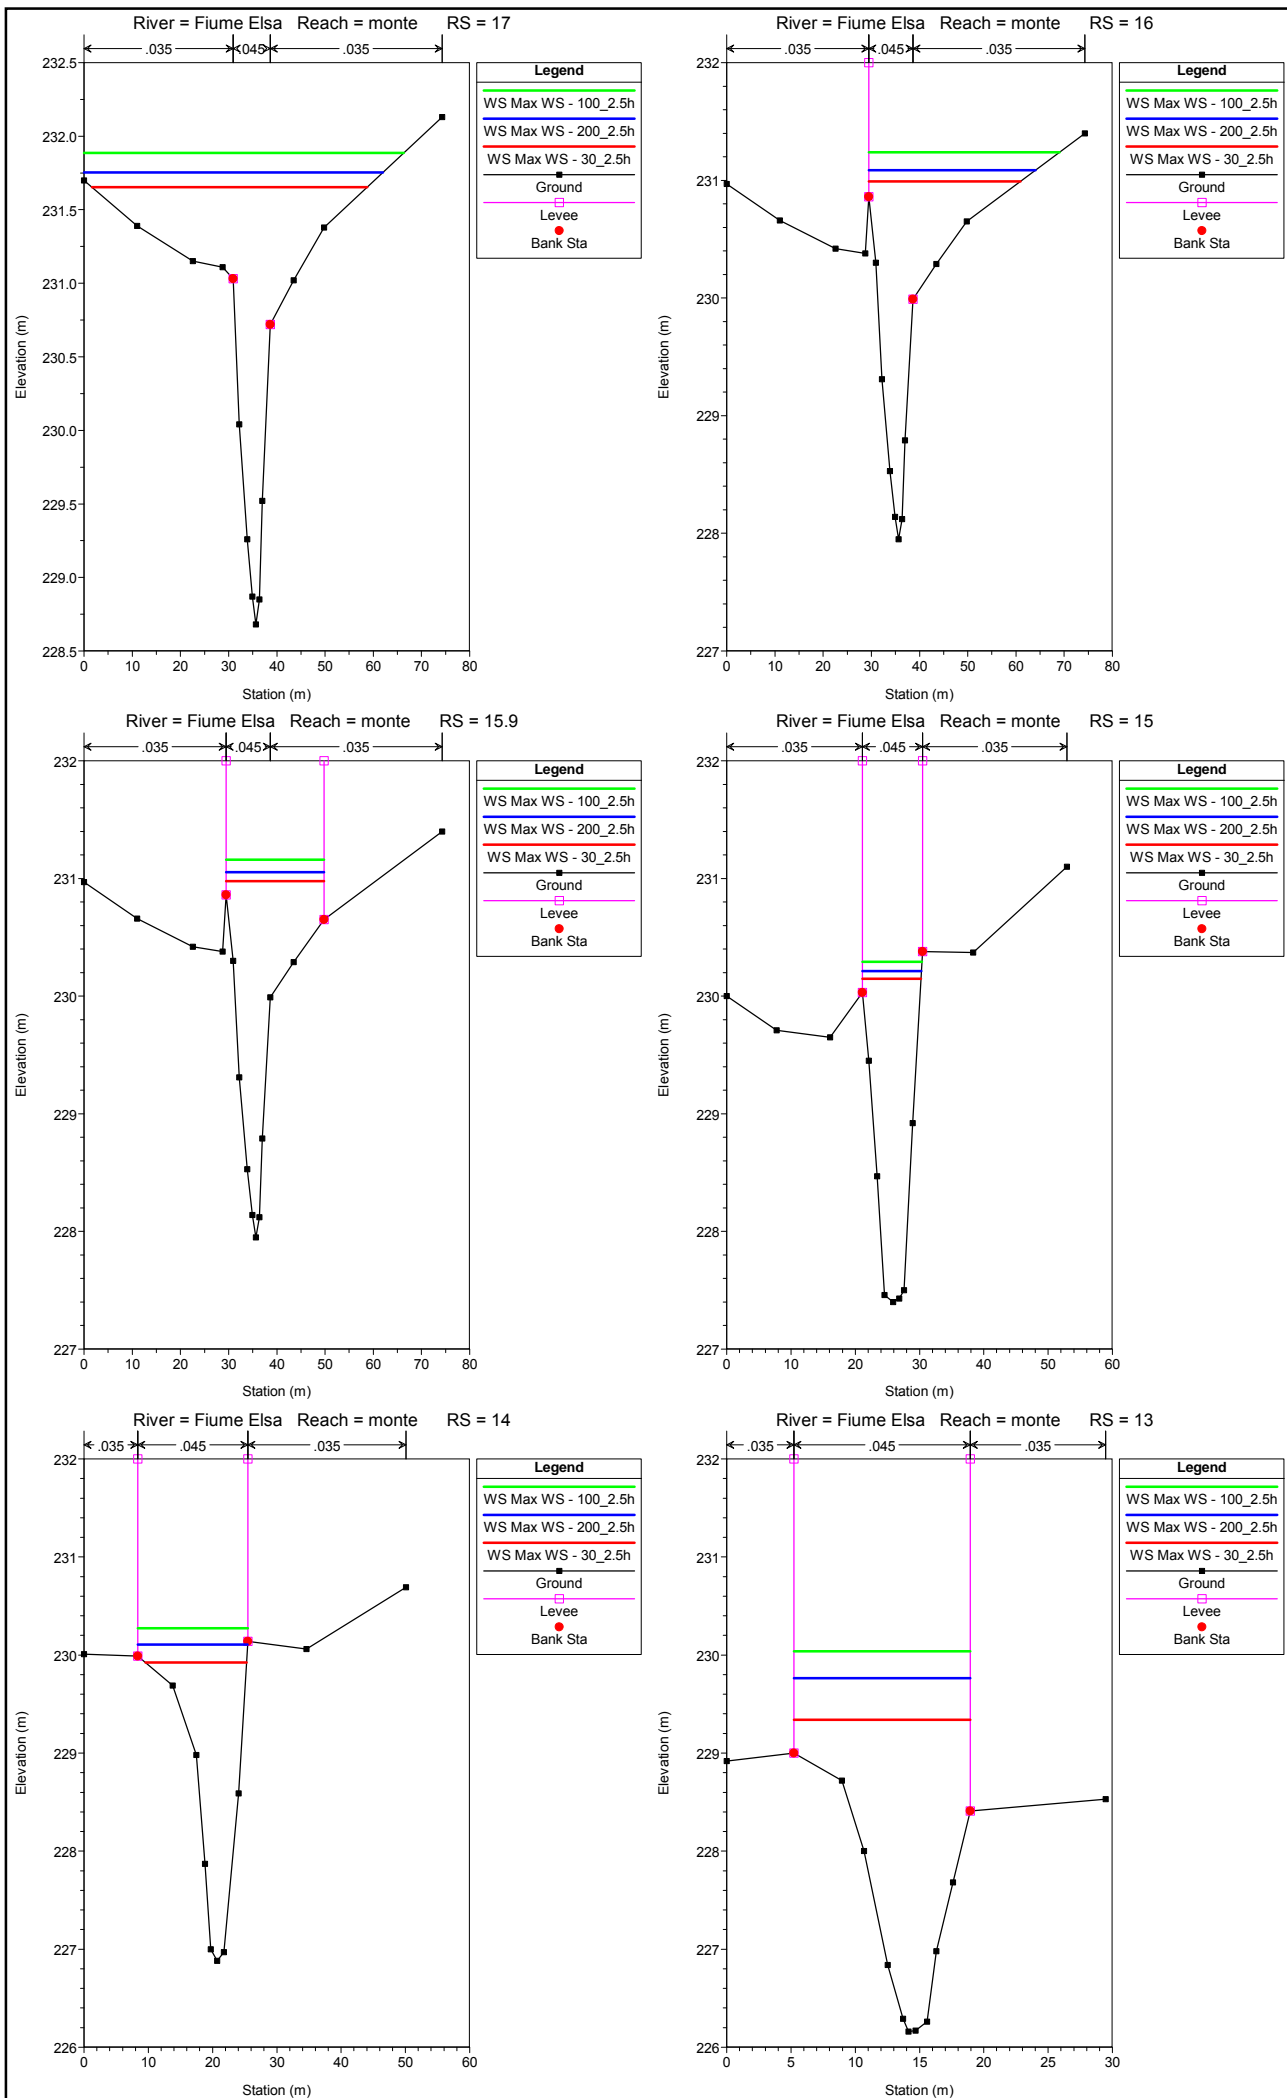 River = Fiume Elsa Reach = monte RS = 17
.035 .045 .035
232.5
232.0
231.5
231.0
230.5
230.0
229.5
229.0
228.5
Elevation (m)
0 10 20 30 40 50 60 70 80
Station (m)
Legend
WS Max WS - 100_2.5h
WS Max WS - 200_2.5h
WS Max WS - 30_2.5h
Ground
Levee
Bank Sta
River = Fiume Elsa Reach = monte RS = 16
.035 .045 .035
232
231
230
229
228
227
Elevation (m)
0 10 20 30 40 50 60 70 80
Station (m)
Legend
WS Max WS - 100_2.5h
WS Max WS - 200_2.5h
WS Max WS - 30_2.5h
Ground
Levee
Bank Sta
River = Fiume Elsa Reach = monte RS = 15.9
.035 .045 .035
232
231
230
229
228
227
Elevation (m)
0 10 20 30 40 50 60 70 80
Station (m)
Legend
WS Max WS - 100_2.5h
WS Max WS - 200_2.5h
WS Max WS - 30_2.5h
Ground
Levee
Bank Sta
River = Fiume Elsa Reach = monte RS = 15
.035 .045 .035
232
231
230
229
228
227
Elevation (m)
0 10 20 30 40 50 60
Station (m)
Legend
WS Max WS - 100_2.5h
WS Max WS - 200_2.5h
WS Max WS - 30_2.5h
Ground
Levee
Bank Sta
River = Fiume Elsa Reach = monte RS = 14
.035 .045 .035
232
231
230
229
228
227
226
Elevation (m)
0 10 20 30 40 50 60
Station (m)
Legend
WS Max WS - 100_2.5h
WS Max WS - 200_2.5h
WS Max WS - 30_2.5h
Ground
Levee
Bank Sta
River = Fiume Elsa Reach = monte RS = 13
.035 .045 .035
232
231
230
229
228
227
226
Elevation (m)
0 5 10 15 20 25 30
Station (m)
Legend
WS Max WS - 100_2.5h
WS Max WS - 200_2.5h
WS Max WS - 30_2.5h
Ground
Levee
Bank Sta